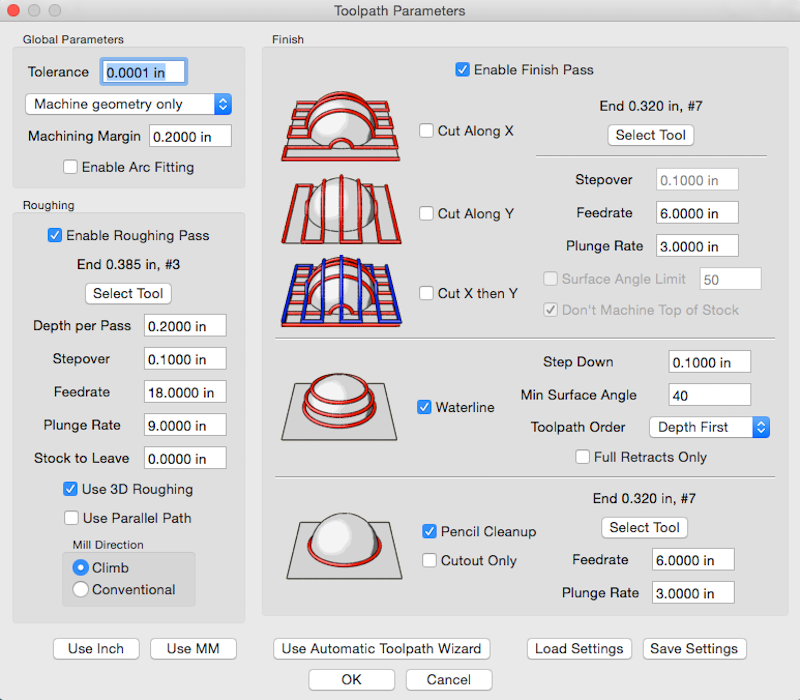 Toolpath Parameters
Global Parameters
Tolerance 0.0001 in
Machine geometry only
Machining Margin 0.2000 in
Enable Arc Fitting
Roughing
Enable Roughing Pass
End 0.385 in, #3
Select Tool
Depth per Pass 0.2000 in
Stepover 0.1000 in
Feedrate 18.0000 in
Plunge Rate 9.0000 in
Stock to Leave 0.0000 in
Use 3D Roughing
Use Parallel Path
Mill Direction
Climb
Conventional
Finish
Enable Finish Pass
Cut Along X
Cut Along Y
Cut X then Y
End 0.320 in, #7
Select Tool
Stepover 0.1000 in
Feedrate 6.0000 in
Plunge Rate 3.0000 in
Surface Angle Limit 50
Don't Machine Top of Stock
Waterline
Step Down 0.1000 in
Min Surface Angle 40
Toolpath Order Depth First
Full Retracts Only
Pencil Cleanup
Cutout Only
End 0.320 in, #7
Select Tool
Feedrate 6.0000 in
Plunge Rate 3.0000 in
Use Inch Use MM Use Automatic Toolpath Wizard Load Settings Save Settings
OK Cancel